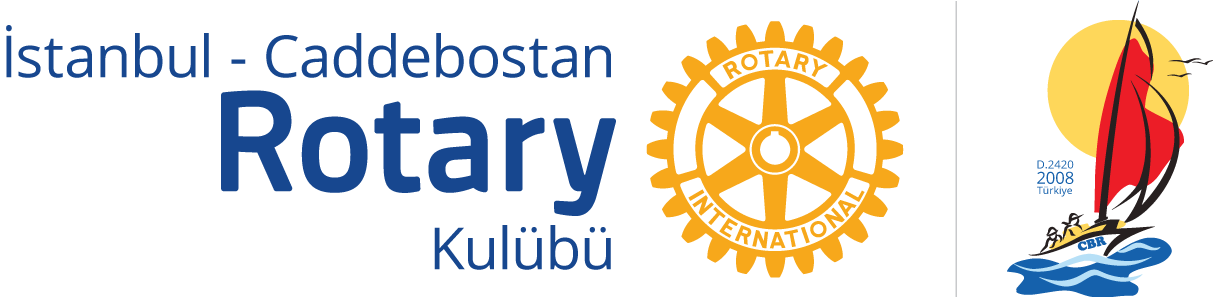 İstanbul - Caddebostan
Rotary
Kulübü
ROTARY
INTERNATIONAL
D.2420
2008
Türkiye
CBR